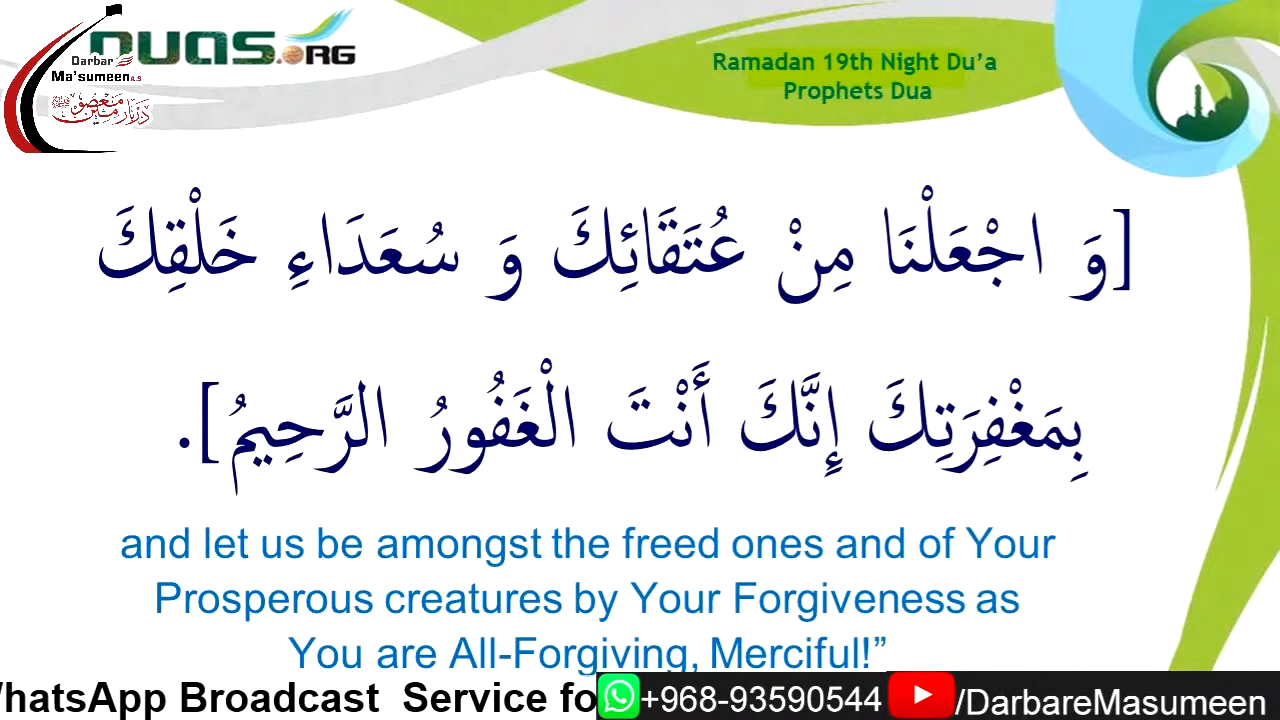 DUAS.ORG
Darbar
Ma'sumeen A.S
Ramadan 19th Night Du’a
Prophets Dua
[وَ اجْعَلْنَا مِنْ عُتَقَائِكَ وَ سُعَدَاءِ خَلْقِكَ
بِمَغْفِرَتِكَ إِنَّكَ أَنْتَ الْغَفُورُ الرَّحِيمُ].
and let us be amongst the freed ones and of Your
Prosperous creatures by Your Forgiveness as
You are All-Forgiving, Merciful!”
WhatsApp Broadcast Service fo
+968-93590544 /DarbareMasumeen